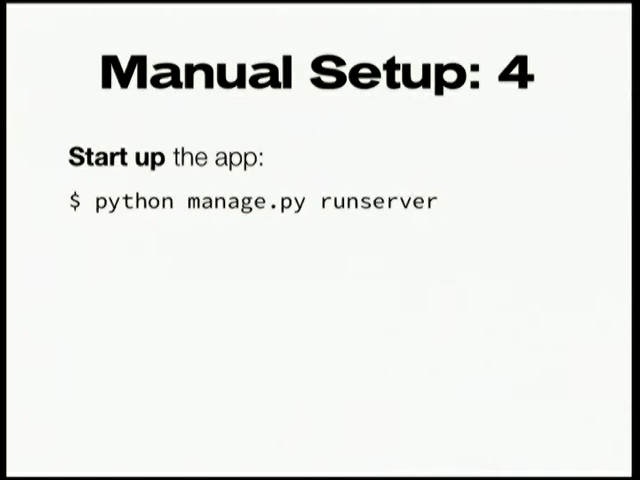 Manual Setup: 4
Start up the app:
$ python manage.py runserver